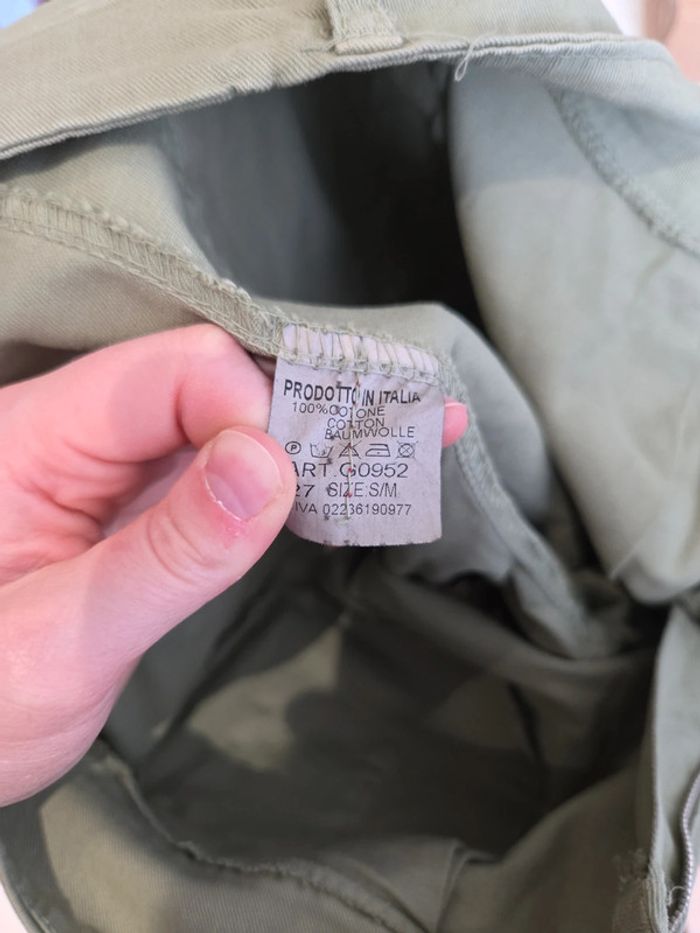 PRODOTTO IN ITALIA
100%COTONE
COTTON
BAUMWOLLE
P
ART.G0952
27 SIZE:S/M
IVA 02236190977